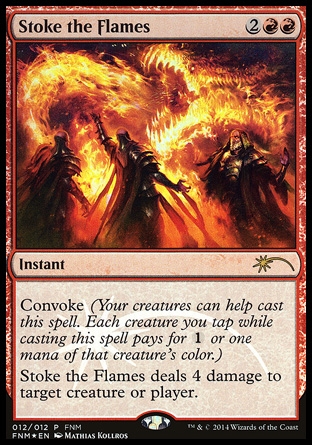 Stoke the Flames 2
Instant
Convoke (Your creatures can help cast
this spell. Each creature you tap while
casting this spell pays for 1 or one
mana of that creature's color.)
Stoke the Flames deals 4 damage to
target creature or player.
012/012 P FNM
FNM★EN Mathias Kollros
™ & © 2014 Wizards of the Coast